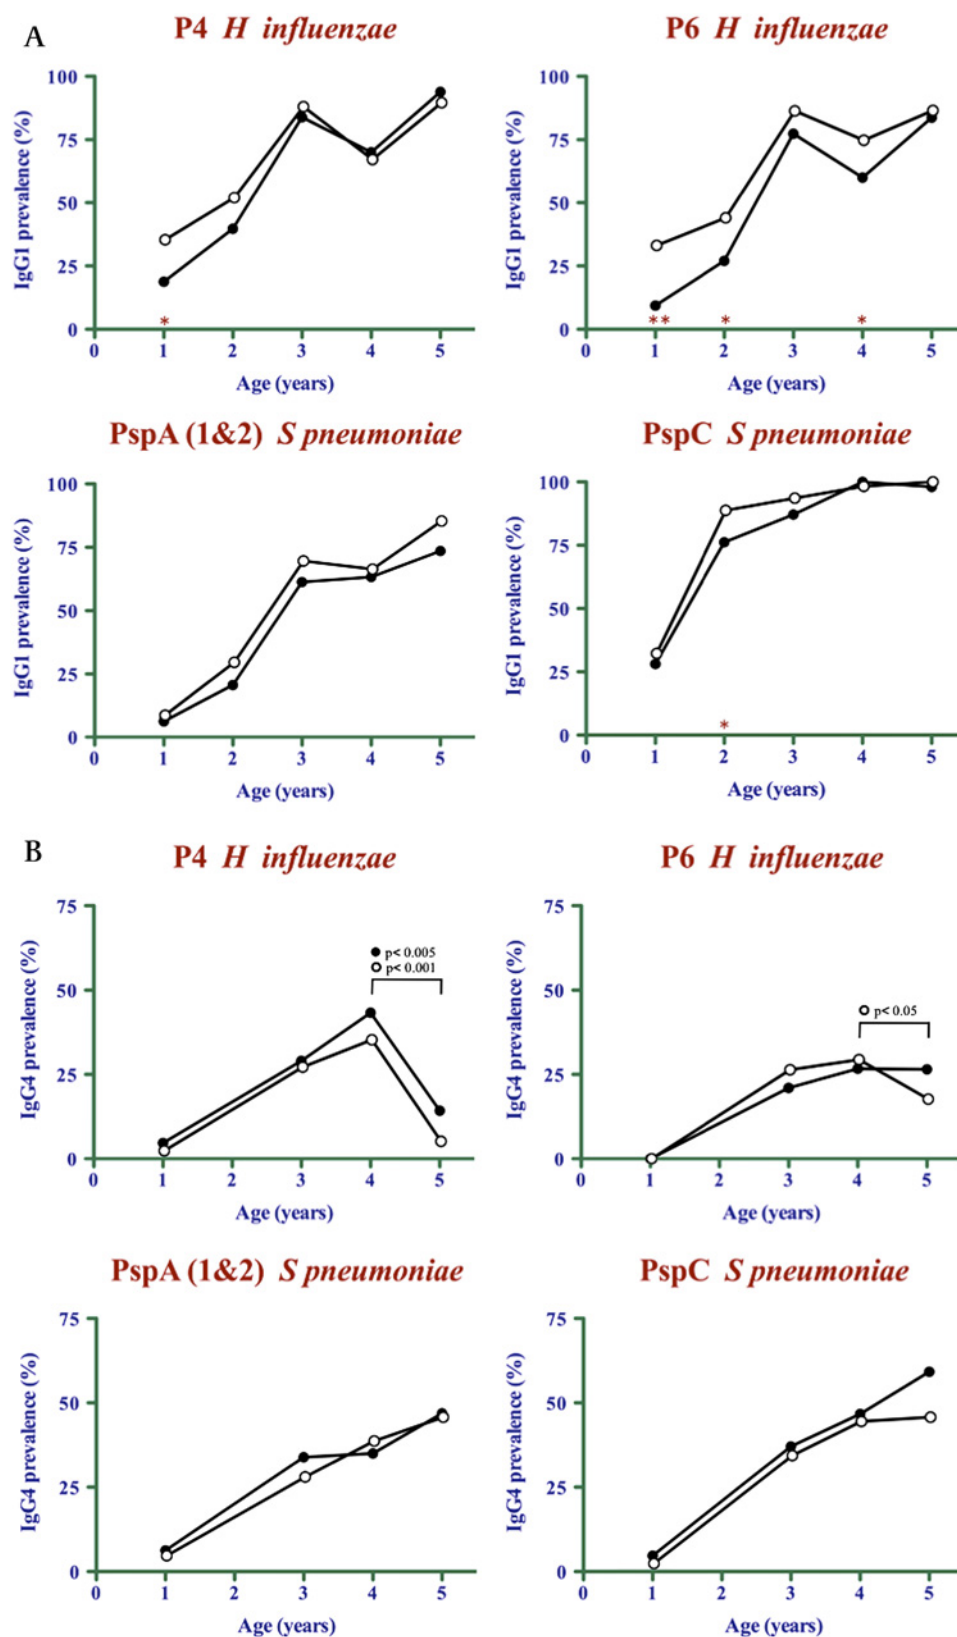 A
P4 H influenzae
P6 H influenzae
IgG1 prevalence (%)
100
75
50
25
0
*
0 1 2 3 4 5
Age (years)
IgG1 prevalence (%)
100
75
50
25
0
** * *
0 1 2 3 4 5
Age (years)
PspA (1&2) S pneumoniae
PspC S pneumoniae
IgG1 prevalence (%)
100
75
50
25
0
0 1 2 3 4 5
Age (years)
IgG1 prevalence (%)
100
75
50
25
0
*
0 1 2 3 4 5
Age (years)
B
P4 H influenzae
P6 H influenzae
IgG4 prevalence (%)
75
50
25
0
p< 0.005
p< 0.001
0 1 2 3 4 5
Age (years)
IgG4 prevalence (%)
75
50
25
0
p< 0.05
0 1 2 3 4 5
Age (years)
PspA (1&2) S pneumoniae
PspC S pneumoniae
IgG4 prevalence (%)
75
50
25
0
0 1 2 3 4 5
Age (years)
IgG4 prevalence (%)
75
50
25
0
0 1 2 3 4 5
Age (years)